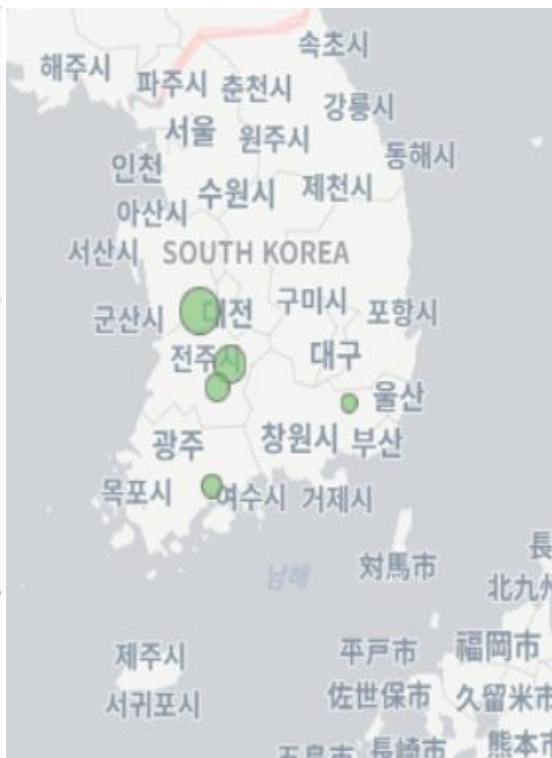 속초시
해주시
파주시 춘천시
강릉시
서울 원주시
동해시
인천
수원시 제천시
아산시
서산시 SOUTH KOREA
구미시
군산시 대전 포항시
전주시 대구
울산
광주 창원시 부산
목포시 여수시 거제시
남해
対馬市
長
北九州
제주시 平戸市 福岡市
서귀포시 佐世保市 久留米市
五島市 長崎市 熊本市